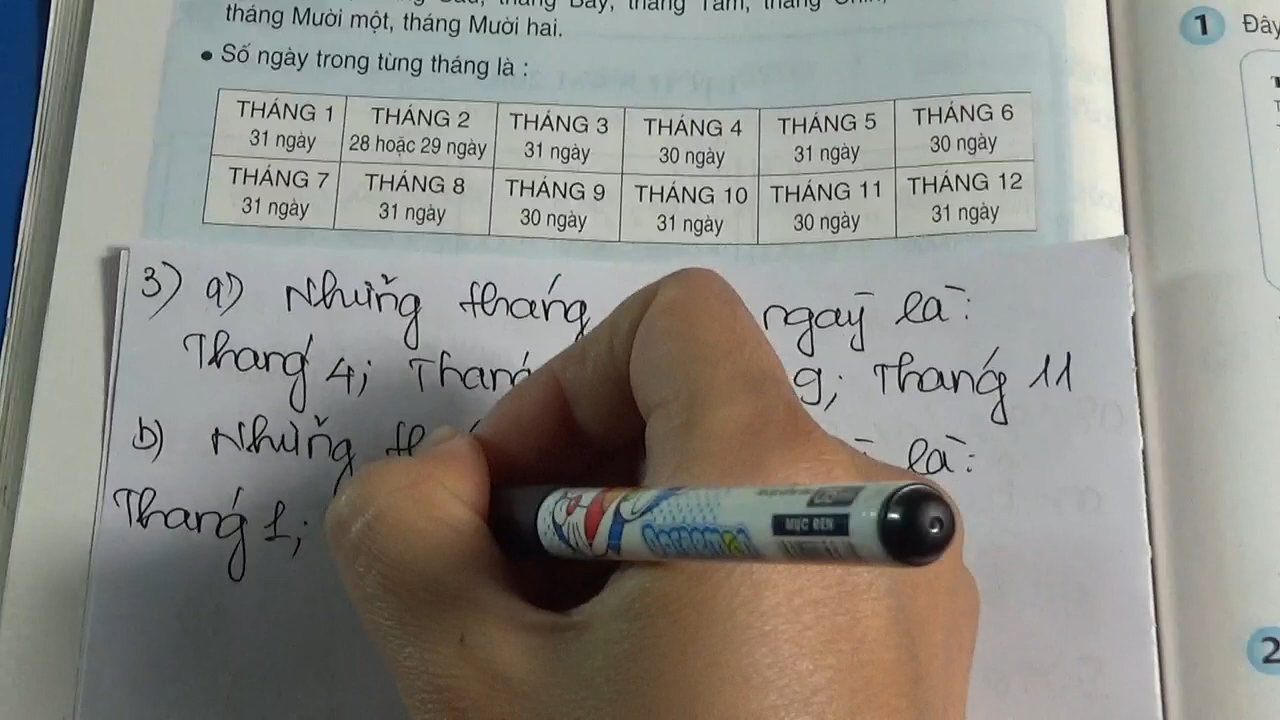 tháng Mười một, tháng Mười hai.
• Số ngày trong từng tháng là :
THÁNG 1 THÁNG 2 THÁNG 3 THÁNG 4 THÁNG 5 THÁNG 6
31 ngày 28 hoặc 29 ngày 31 ngày 30 ngày 31 ngày 30 ngày
THÁNG 7 THÁNG 8 THÁNG 9 THÁNG 10 THÁNG 11 THÁNG 12
31 ngày 31 ngày 30 ngày 31 ngày 30 ngày 31 ngày
3) a) Những tháng ngày là:
Tháng 4; 9; Tháng 11
b) Những là:
Tháng 1;
MỰC ĐEN
1 Đây
2